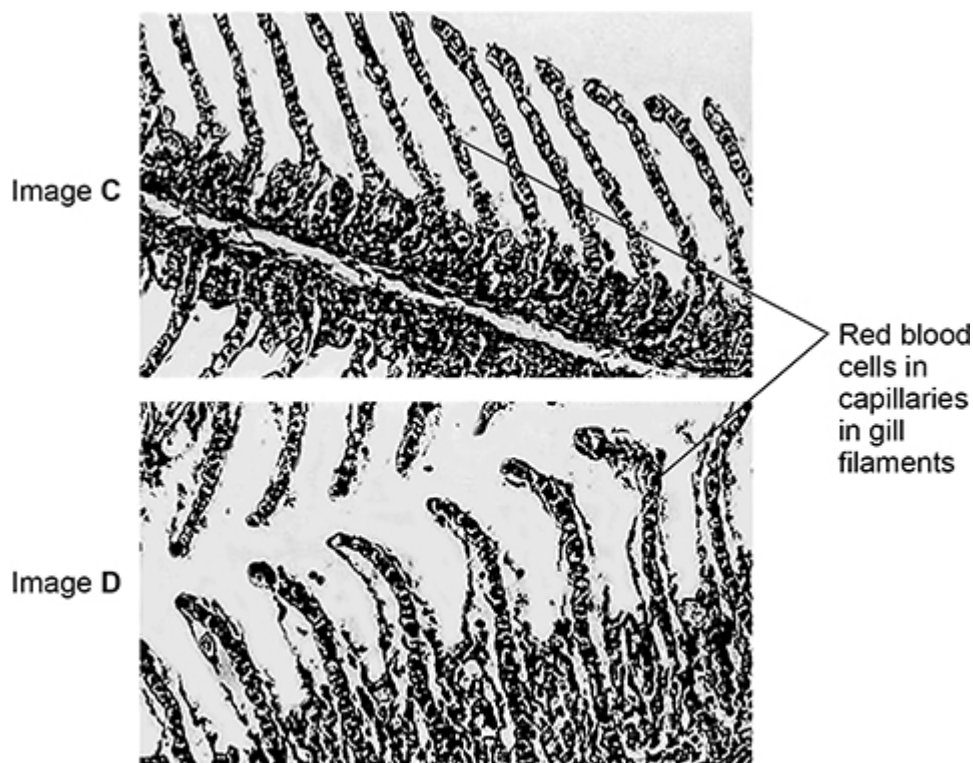 Image C
Red blood
cells in
capillaries
in gill
filaments
Image D